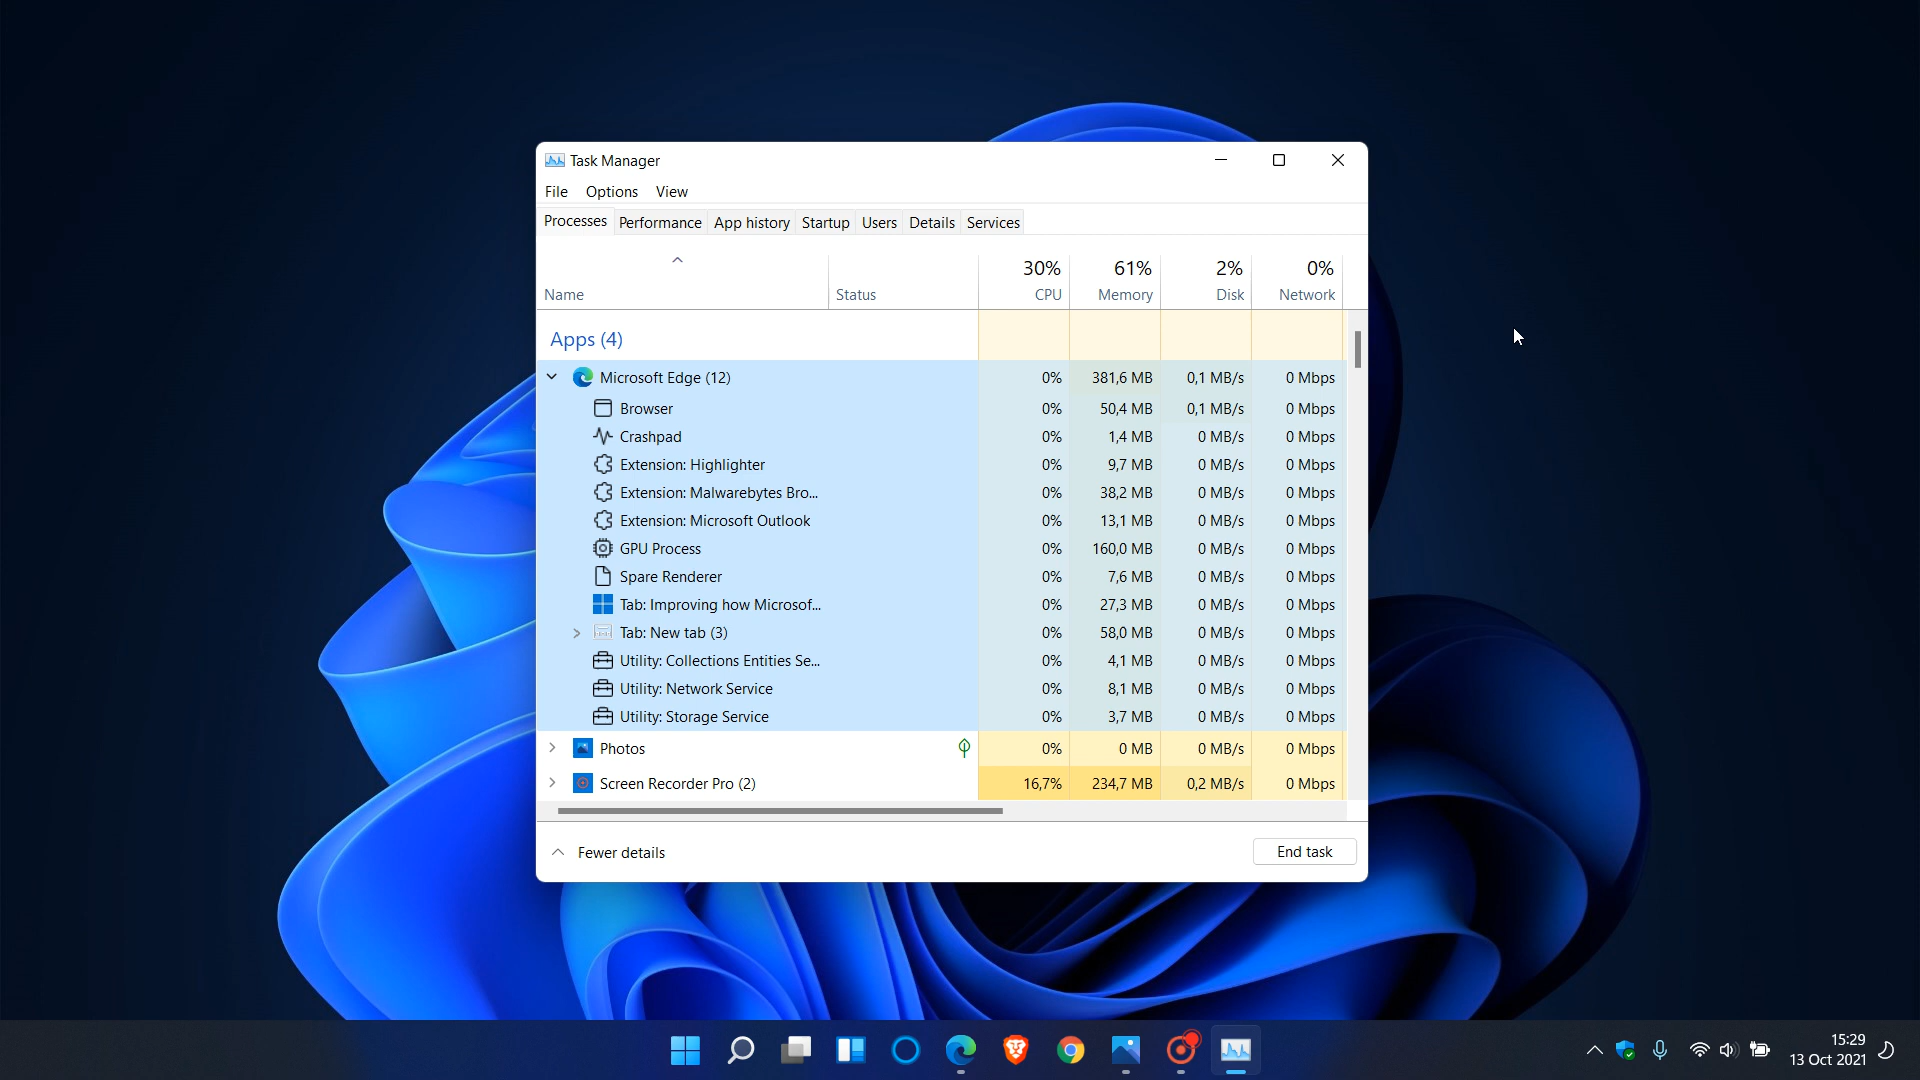 Task Manager
File Options View
Processes Performance App history Startup Users Details Services
30% 61% 2% 0%
Name Status CPU Memory Disk Network
Apps (4)
Microsoft Edge (12) 0% 381,6 MB 0,1 MB/s 0 Mbps
Browser 0% 50,4 MB 0,1 MB/s 0 Mbps
Crashpad 0% 1,4 MB 0 MB/s 0 Mbps
Extension: Highlighter 0% 9,7 MB 0 MB/s 0 Mbps
Extension: Malwarebytes Bro... 0% 38,2 MB 0 MB/s 0 Mbps
Extension: Microsoft Outlook 0% 13,1 MB 0 MB/s 0 Mbps
GPU Process 0% 160,0 MB 0 MB/s 0 Mbps
Spare Renderer 0% 7,6 MB 0 MB/s 0 Mbps
Tab: Improving how Microsof... 0% 27,3 MB 0 MB/s 0 Mbps
Tab: New tab (3) 0% 58,0 MB 0 MB/s 0 Mbps
Utility: Collections Entities Se... 0% 4,1 MB 0 MB/s 0 Mbps
Utility: Network Service 0% 8,1 MB 0 MB/s 0 Mbps
Utility: Storage Service 0% 3,7 MB 0 MB/s 0 Mbps
Photos 0% 0 MB 0 MB/s 0 Mbps
Screen Recorder Pro (2) 16,7% 234,7 MB 0,2 MB/s 0 Mbps
Fewer details End task
15:29
13 Oct 2021